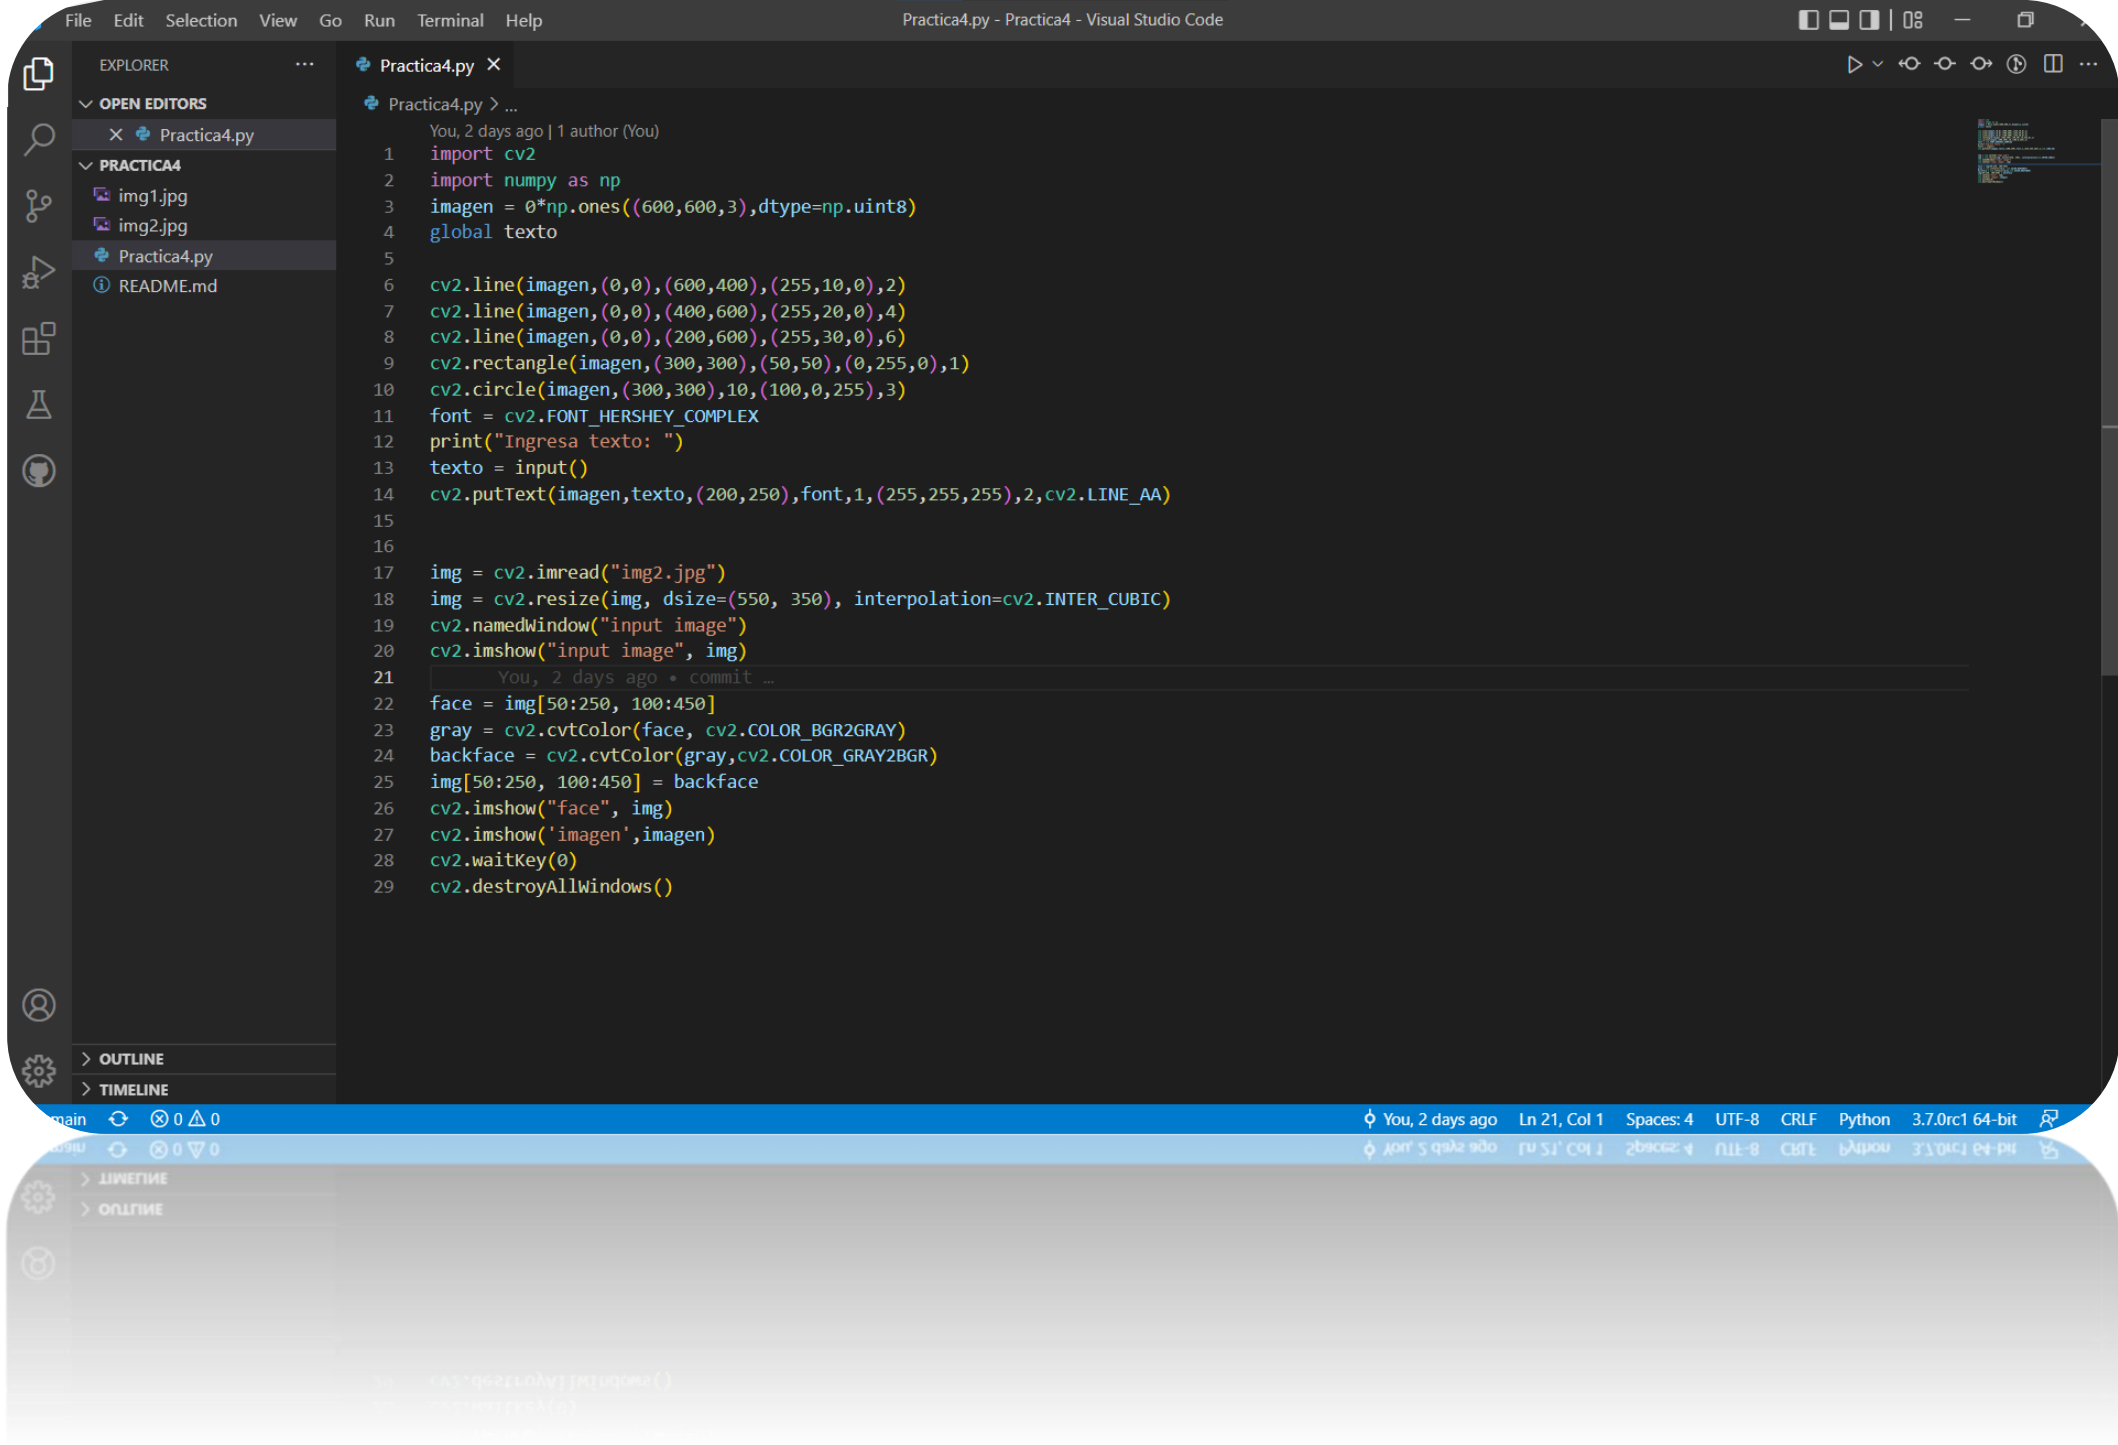 File Edit Selection View Go Run Terminal Help
Practica4.py - Practica4 - Visual Studio Code
EXPLORER
OPEN EDITORS
Practica4.py
PRACTICA4
img1.jpg
img2.jpg
Practica4.py
README.md
OUTLINE
TIMELINE
Practica4.py
Practica4.py > ...
You, 2 days ago | 1 author (You)
1 import cv2
2 import numpy as np
3 imagen = 0*np.ones((600,600,3),dtype=np.uint8)
4 global texto
5
6 cv2.line(imagen,(0,0),(600,400),(255,10,0),2)
7 cv2.line(imagen,(0,0),(400,600),(255,20,0),4)
8 cv2.line(imagen,(0,0),(200,600),(255,30,0),6)
9 cv2.rectangle(imagen,(300,300),(50,50),(0,255,0),1)
10 cv2.circle(imagen,(300,300),10,(100,0,255),3)
11 font = cv2.FONT_HERSHEY_COMPLEX
12 print("Ingresa texto: ")
13 texto = input()
14 cv2.putText(imagen,texto,(200,250),font,1,(255,255,255),2,cv2.LINE_AA)
15
16
17 img = cv2.imread("img2.jpg")
18 img = cv2.resize(img, dsize=(550, 350), interpolation=cv2.INTER_CUBIC)
19 cv2.namedWindow("input image")
20 cv2.imshow("input image", img)
21 You, 2 days ago • commit …
22 face = img[50:250, 100:450]
23 gray = cv2.cvtColor(face, cv2.COLOR_BGR2GRAY)
24 backface = cv2.cvtColor(gray,cv2.COLOR_GRAY2BGR)
25 img[50:250, 100:450] = backface
26 cv2.imshow("face", img)
27 cv2.imshow('imagen',imagen)
28 cv2.waitKey(0)
29 cv2.destroyAllWindows()
main 0 0 You, 2 days ago Ln 21, Col 1 Spaces: 4 UTF-8 CRLF Python 3.7.0rc1 64-bit